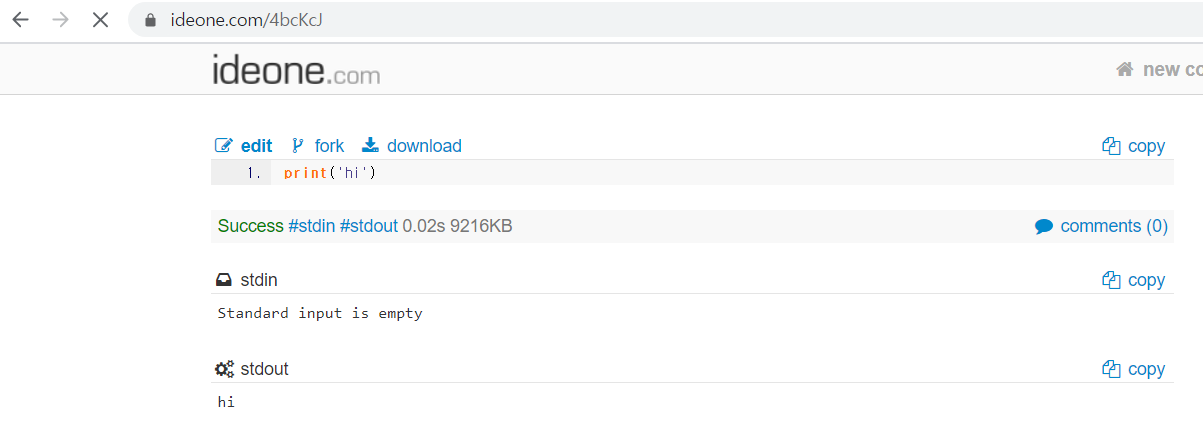 ideone.com/4bcKcJ
ideone.com new co
edit fork download copy
1. print('hi')
Success #stdin #stdout 0.02s 9216KB comments (0)
stdin copy
Standard input is empty
stdout copy
hi